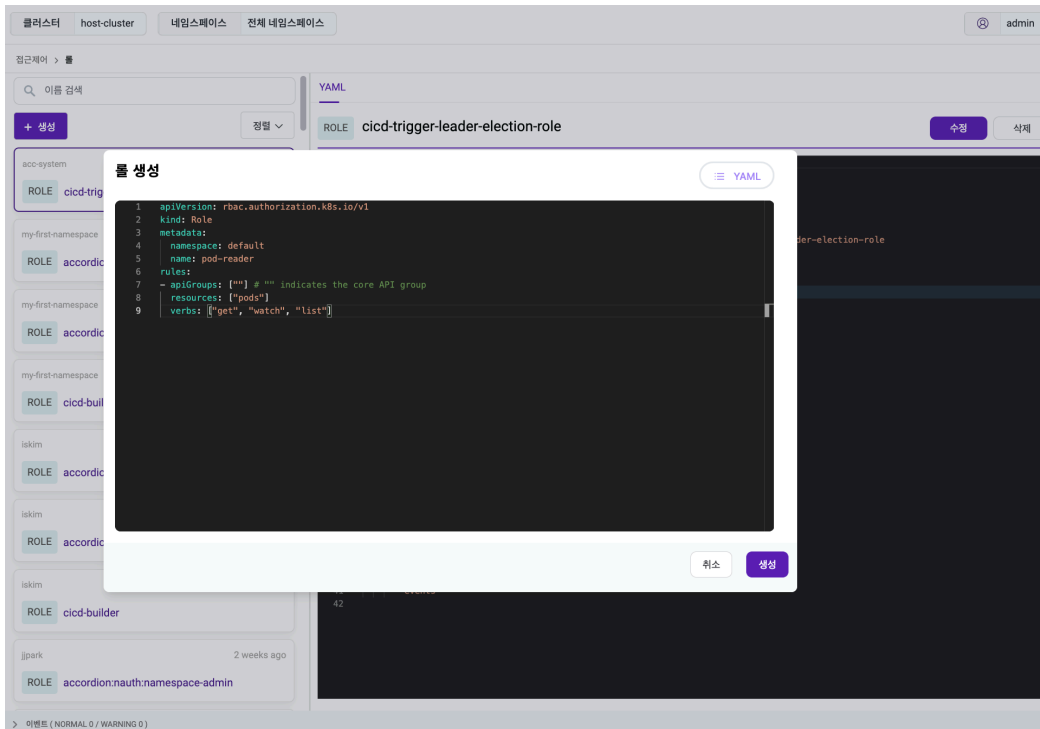 클러스터 host-cluster 네임스페이스 전체 네임스페이스 admin
접근제어 > 롤
이름 검색
+ 생성 정렬
acc-system
ROLE cicd-trig
my-first-namespace
ROLE accordic
my-first-namespace
ROLE accordic
my-first-namespace
ROLE cicd-buil
iskim
ROLE accordic
iskim
ROLE accordic
iskim
ROLE cicd-builder
jjpark 2 weeks ago
ROLE accordion:nauth:namespace-admin
YAML
ROLE cicd-trigger-leader-election-role 수정 삭제
der-election-role
롤 생성 YAML
1 apiVersion: rbac.authorization.k8s.io/v1
2 kind: Role
3 metadata:
4 namespace: default
5 name: pod-reader
6 rules:
7 - apiGroups: [""] # "" indicates the core API group
8 resources: ["pods"]
9 verbs: ["get", "watch", "list"]
취소 생성
42
> 이벤트 ( NORMAL 0 / WARNING 0 )